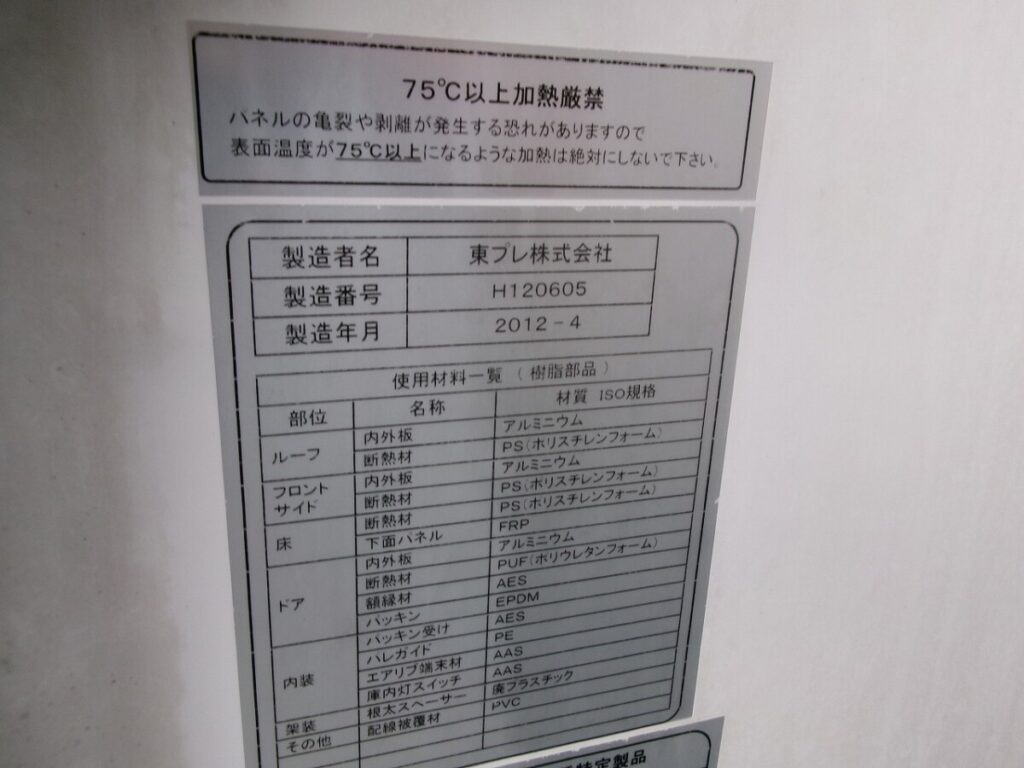 75℃以上加熱厳禁
パネルの亀裂や剥離が発生する恐れがありますので
表面温度が75℃以上になるような加熱は絶対にしないで下さい。
製造者名 東プレ株式会社
製造番号 H120605
製造年月 2012-4
使用材料一覧 (樹脂部品)
部位 名称 材質 ISO規格
ルーフ 内外板 アルミニウム
断熱材 PS(ポリスチレンフォーム)
フロント サイド 内外板 アルミニウム
断熱材 PS(ポリスチレンフォーム)
床 断熱材 PS(ポリスチレンフォーム)
下面パネル FRP
ドア 内外板 アルミニウム
断熱材 PUF(ポリウレタンフォーム)
額縁材 AES
パッキン EPDM
パッキン受け AES
内装 ハレガイド PE
エアリブ端末材 AAS
庫内灯スイッチ AAS
架装 根太スペーサー 廃プラスチック
その他 配線被覆材 PVC
特定製品